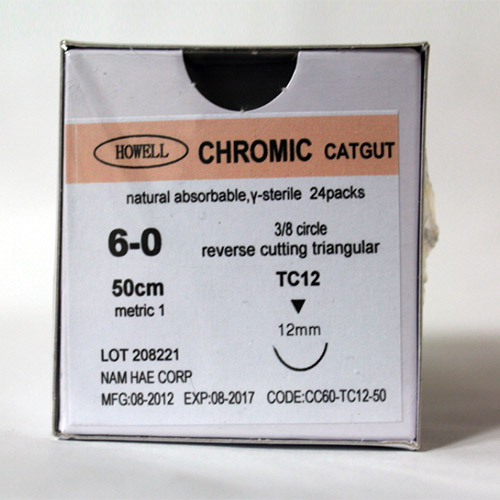 HOWELL CHROMIC CATGUT
natural absorbable,γ-sterile 24packs
6-0
3/8 circle
reverse cutting triangular
50cm
metric 1
TC12
12mm
LOT 208221
NAM HAE CORP
MFG:08-2012 EXP:08-2017 CODE:CC60-TC12-50